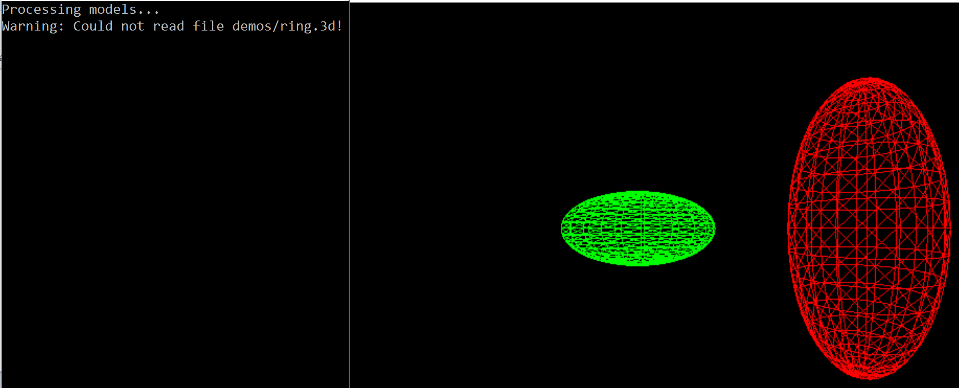 Processing models...
Warning: Could not read file demos/ring.3d!